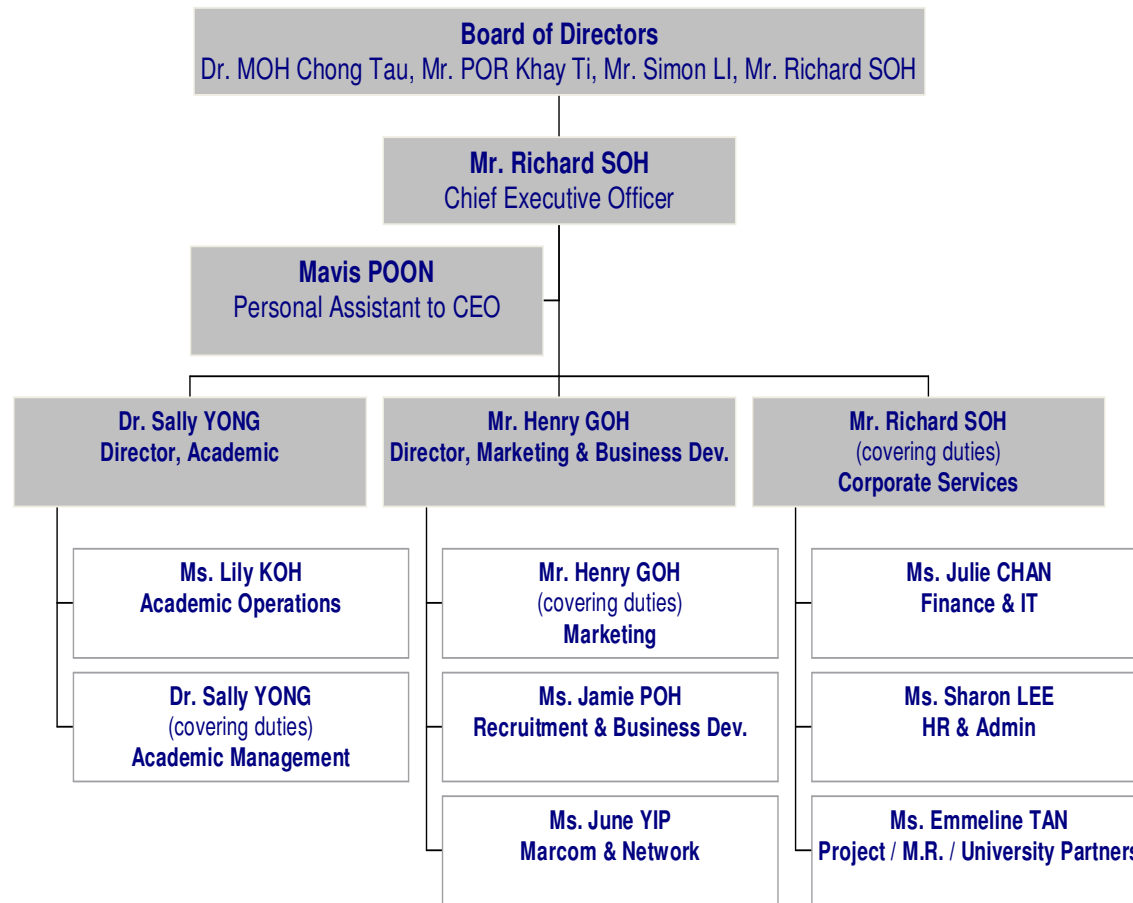 Board of Directors
Dr. MOH Chong Tau, Mr. POR Khay Ti, Mr. Simon LI, Mr. Richard SOH
Mr. Richard SOH
Chief Executive Officer
Mavis POON
Personal Assistant to CEO
Dr. Sally YONG
Director, Academic
Mr. Henry GOH
Director, Marketing & Business Dev.
Mr. Richard SOH
(covering duties)
Corporate Services
Ms. Lily KOH
Academic Operations
Dr. Sally YONG
(covering duties)
Academic Management
Mr. Henry GOH
(covering duties)
Marketing
Ms. Jamie POH
Recruitment & Business Dev.
Ms. June YIP
Marcom & Network
Ms. Julie CHAN
Finance & IT
Ms. Sharon LEE
HR & Admin
Ms. Emmeline TAN
Project / M.R. / University Partners